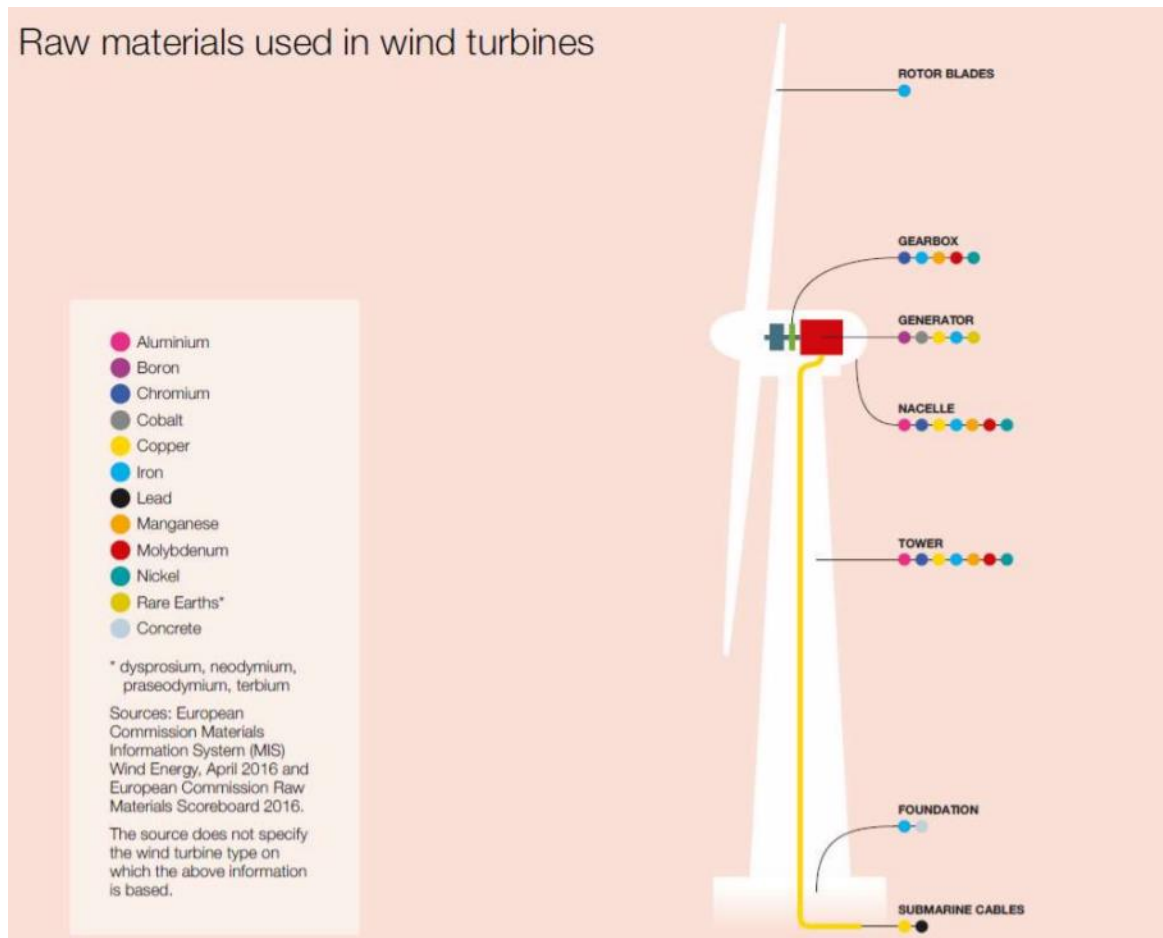 Raw materials used in wind turbines
ROTOR BLADES
GEARBOX
GENERATOR
NACELLE
TOWER
FOUNDATION
SUBMARINE CABLES
Aluminium
Boron
Chromium
Cobalt
Copper
Iron
Lead
Manganese
Molybdenum
Nickel
Rare Earths*
Concrete
* dysprosium, neodymium,
praseodymium, terbium
Sources: European
Commission Materials
Information System (MIS)
Wind Energy, April 2016 and
European Commission Raw
Materials Scoreboard 2016.
The source does not specify
the wind turbine type on
which the above information
is based.